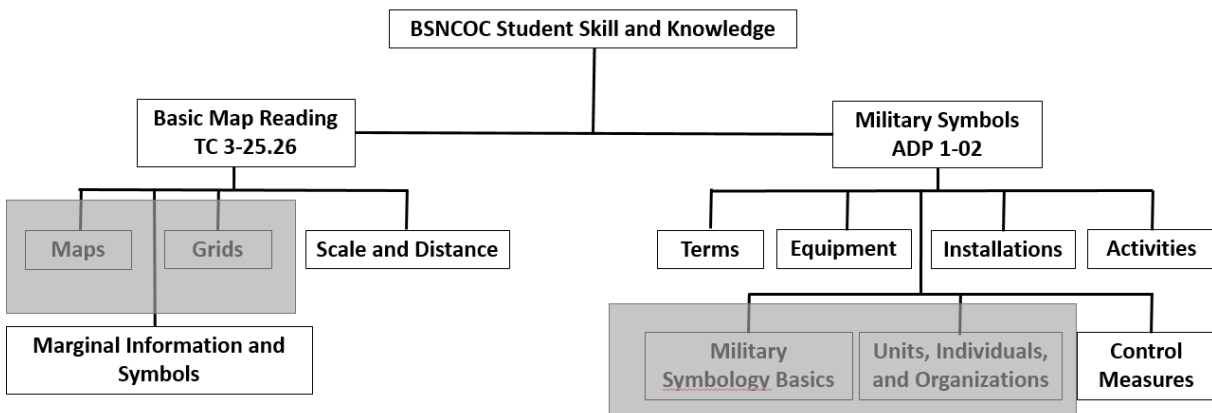 BSNCOC Student Skill and Knowledge
Basic Map Reading
TC 3-25.26
Military Symbols
ADP 1-02
Maps
Grids
Scale and Distance
Terms
Equipment
Installations
Activities
Marginal Information and
Symbols
Military
Symbology Basics
Units, Individuals,
and Organizations
Control
Measures